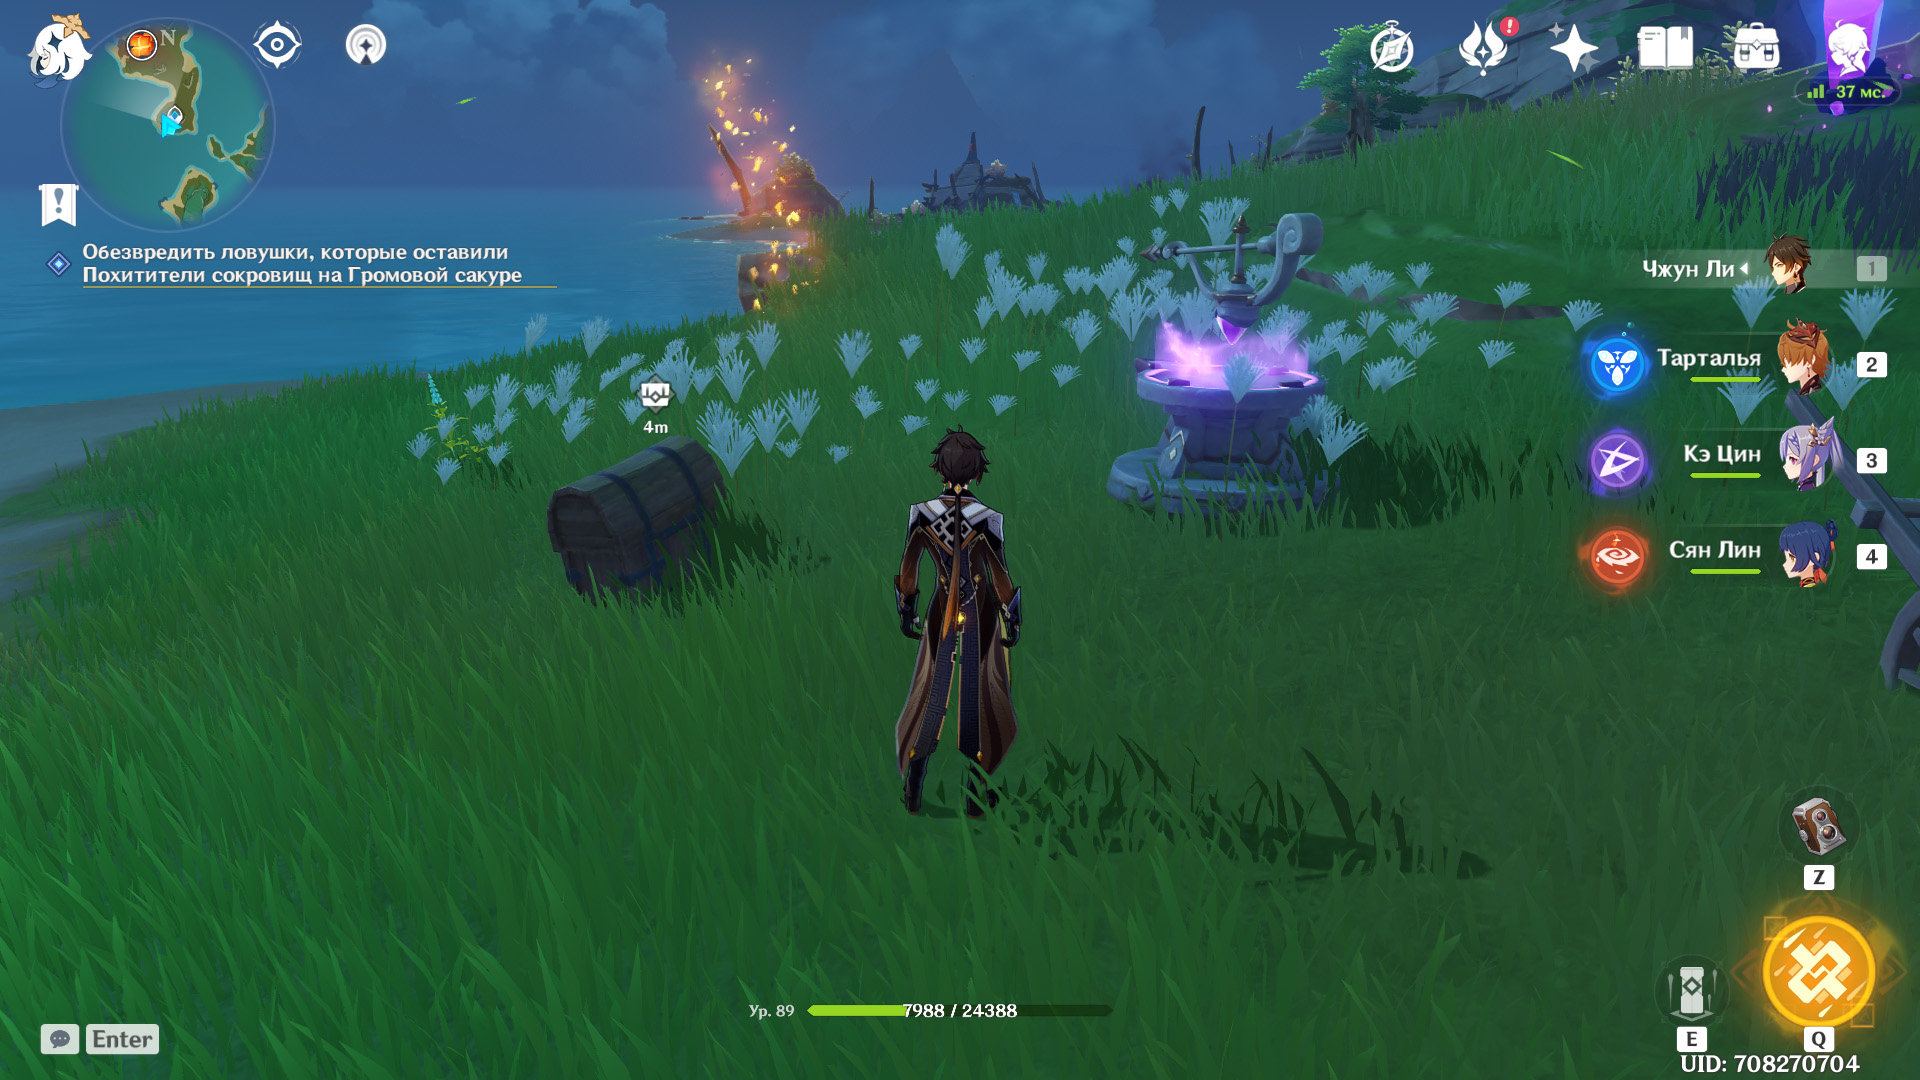 N
37 мс.
Обезвредить ловушки, которые оставили
Похитители сокровищ на Громовой сакуре
Чжун Ли
1
Тарталья
2
4m
Кэ Цин
3
Сян Лин
4
Z
Ур. 89
7988 / 24388
Enter
E
Q
UID: 708270704